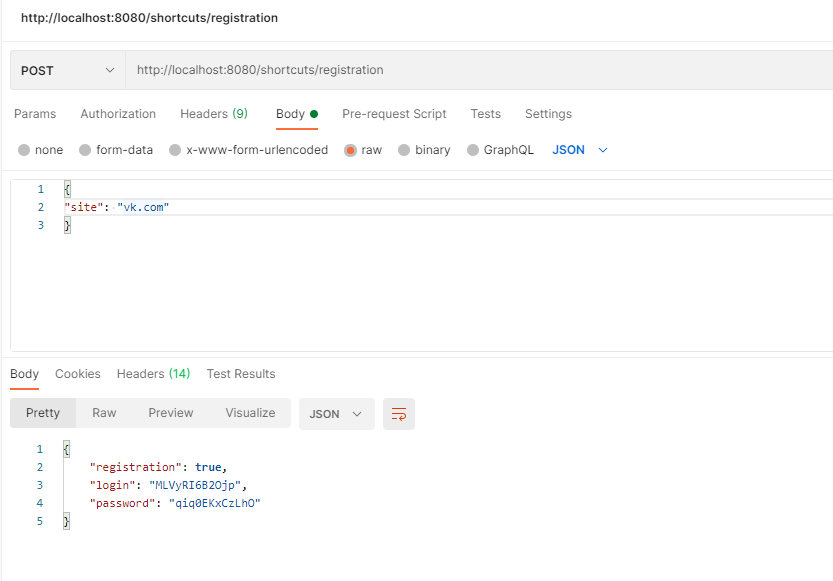 http://localhost:8080/shortcuts/registration
POST http://localhost:8080/shortcuts/registration
Params Authorization Headers (9) Body Pre-request Script Tests Settings
none form-data x-www-form-urlencoded raw binary GraphQL JSON
1 {
2 "site": "vk.com"
3 }
Body Cookies Headers (14) Test Results
Pretty Raw Preview Visualize JSON
1 {
2 "registration": true,
3 "login": "MLVyRI6B2Ojp",
4 "password": "qiq0EKxCzLhO"
5 }